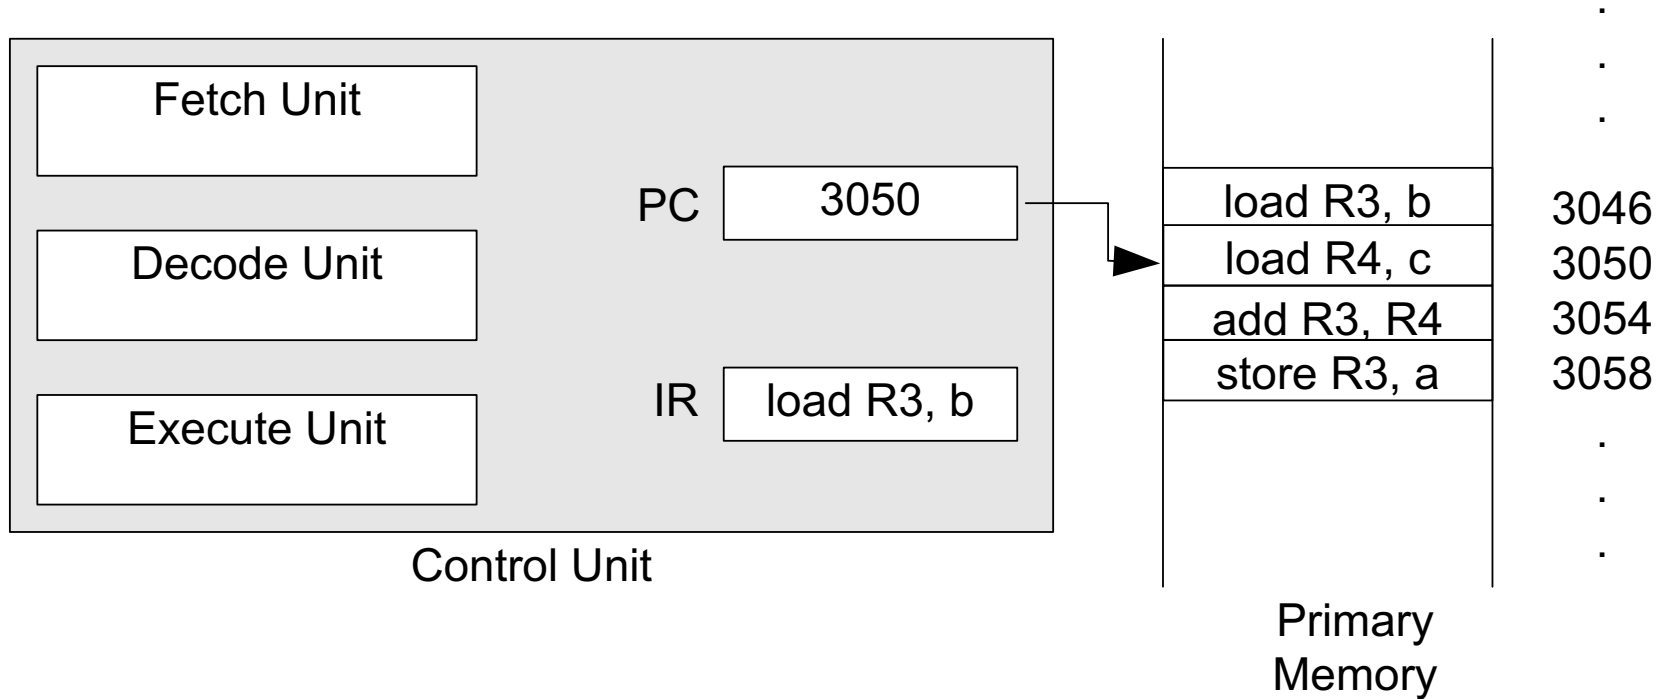 .
.
.
Fetch Unit
Decode Unit
Execute Unit
PC
3050
IR
load R3, b
Control Unit
load R3, b
3046
load R4, c
3050
add R3, R4
3054
store R3, a
3058
.
.
.
Primary
Memory